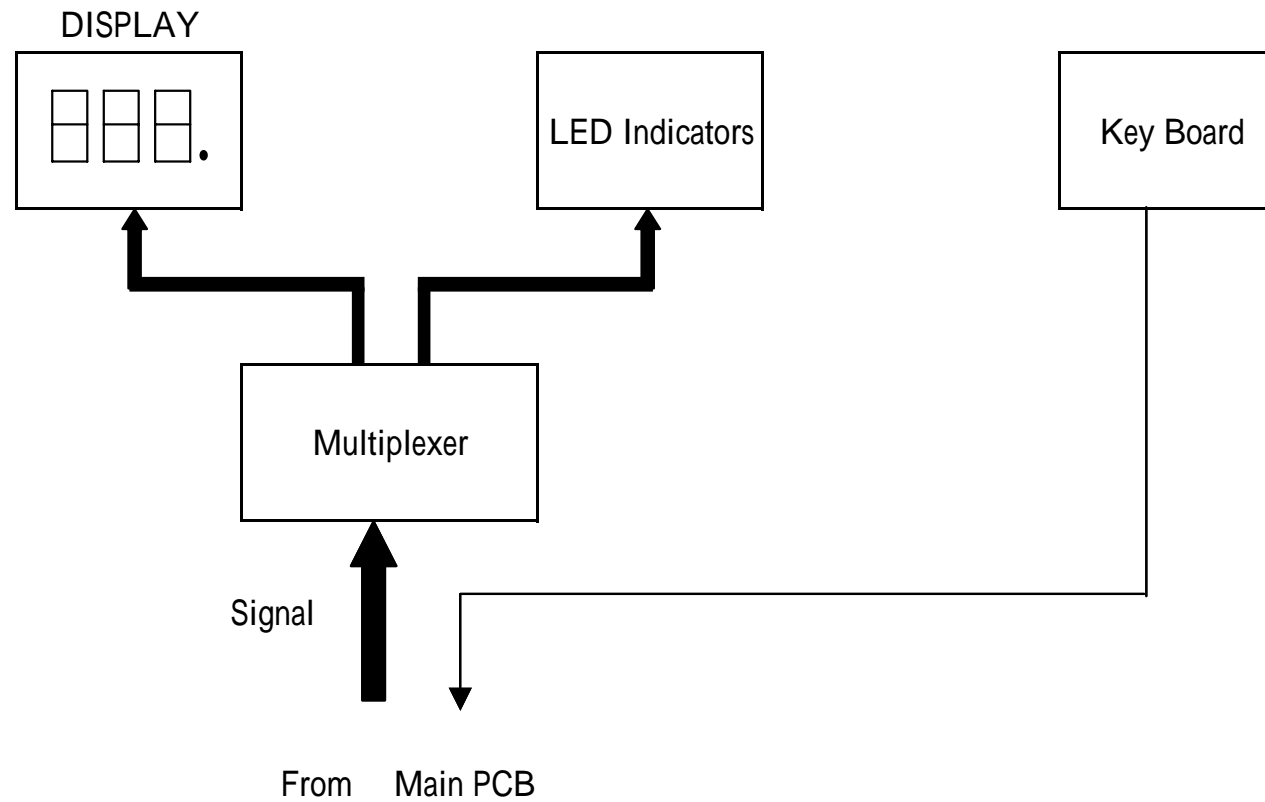 DISPLAY
LED Indicators
Key Board
Multiplexer
Signal
From Main PCB